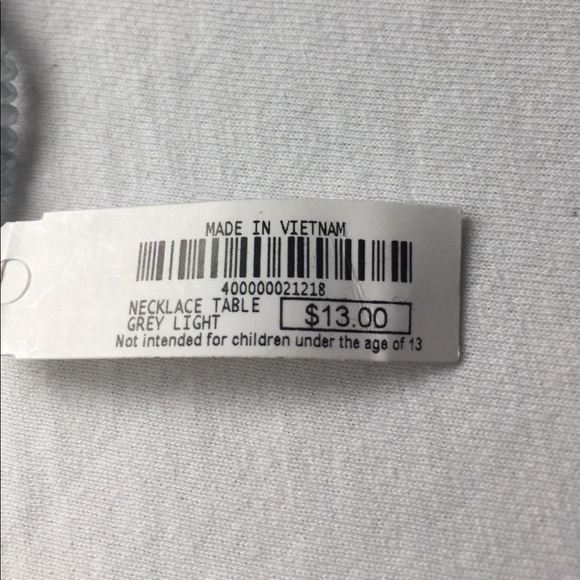 MADE IN VIETNAM
400000021218
NECKLACE TABLE
GREY LIGHT
$13.00
Not intended for children under the age of 13